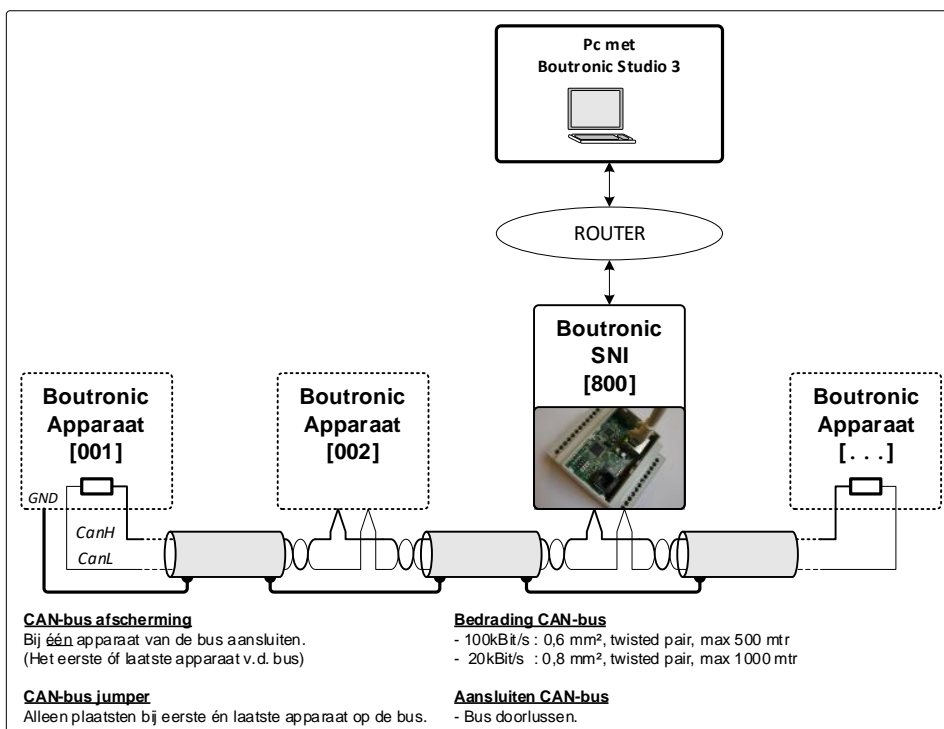 Pc met
Boutronic Studio 3
ROUTER
Boutronic
SNI
[800]
Boutronic
Apparaat
[001]
Boutronic
Apparaat
[002]
Boutronic
Apparaat
[. . .]
GND
CanH
CanL
CAN-bus afscherming
Bij één apparaat van de bus aansluiten.
(Het eerste óf laatste apparaat v.d. bus)
CAN-bus jumper
Alleen plaatsten bij eerste én laatste apparaat op de bus.
Bedrading CAN-bus
- 100kBit/s : 0,6 mm², twisted pair, max 500 mtr
- 20kBit/s : 0,8 mm², twisted pair, max 1000 mtr
Aansluiten CAN-bus
- Bus doorlussen.